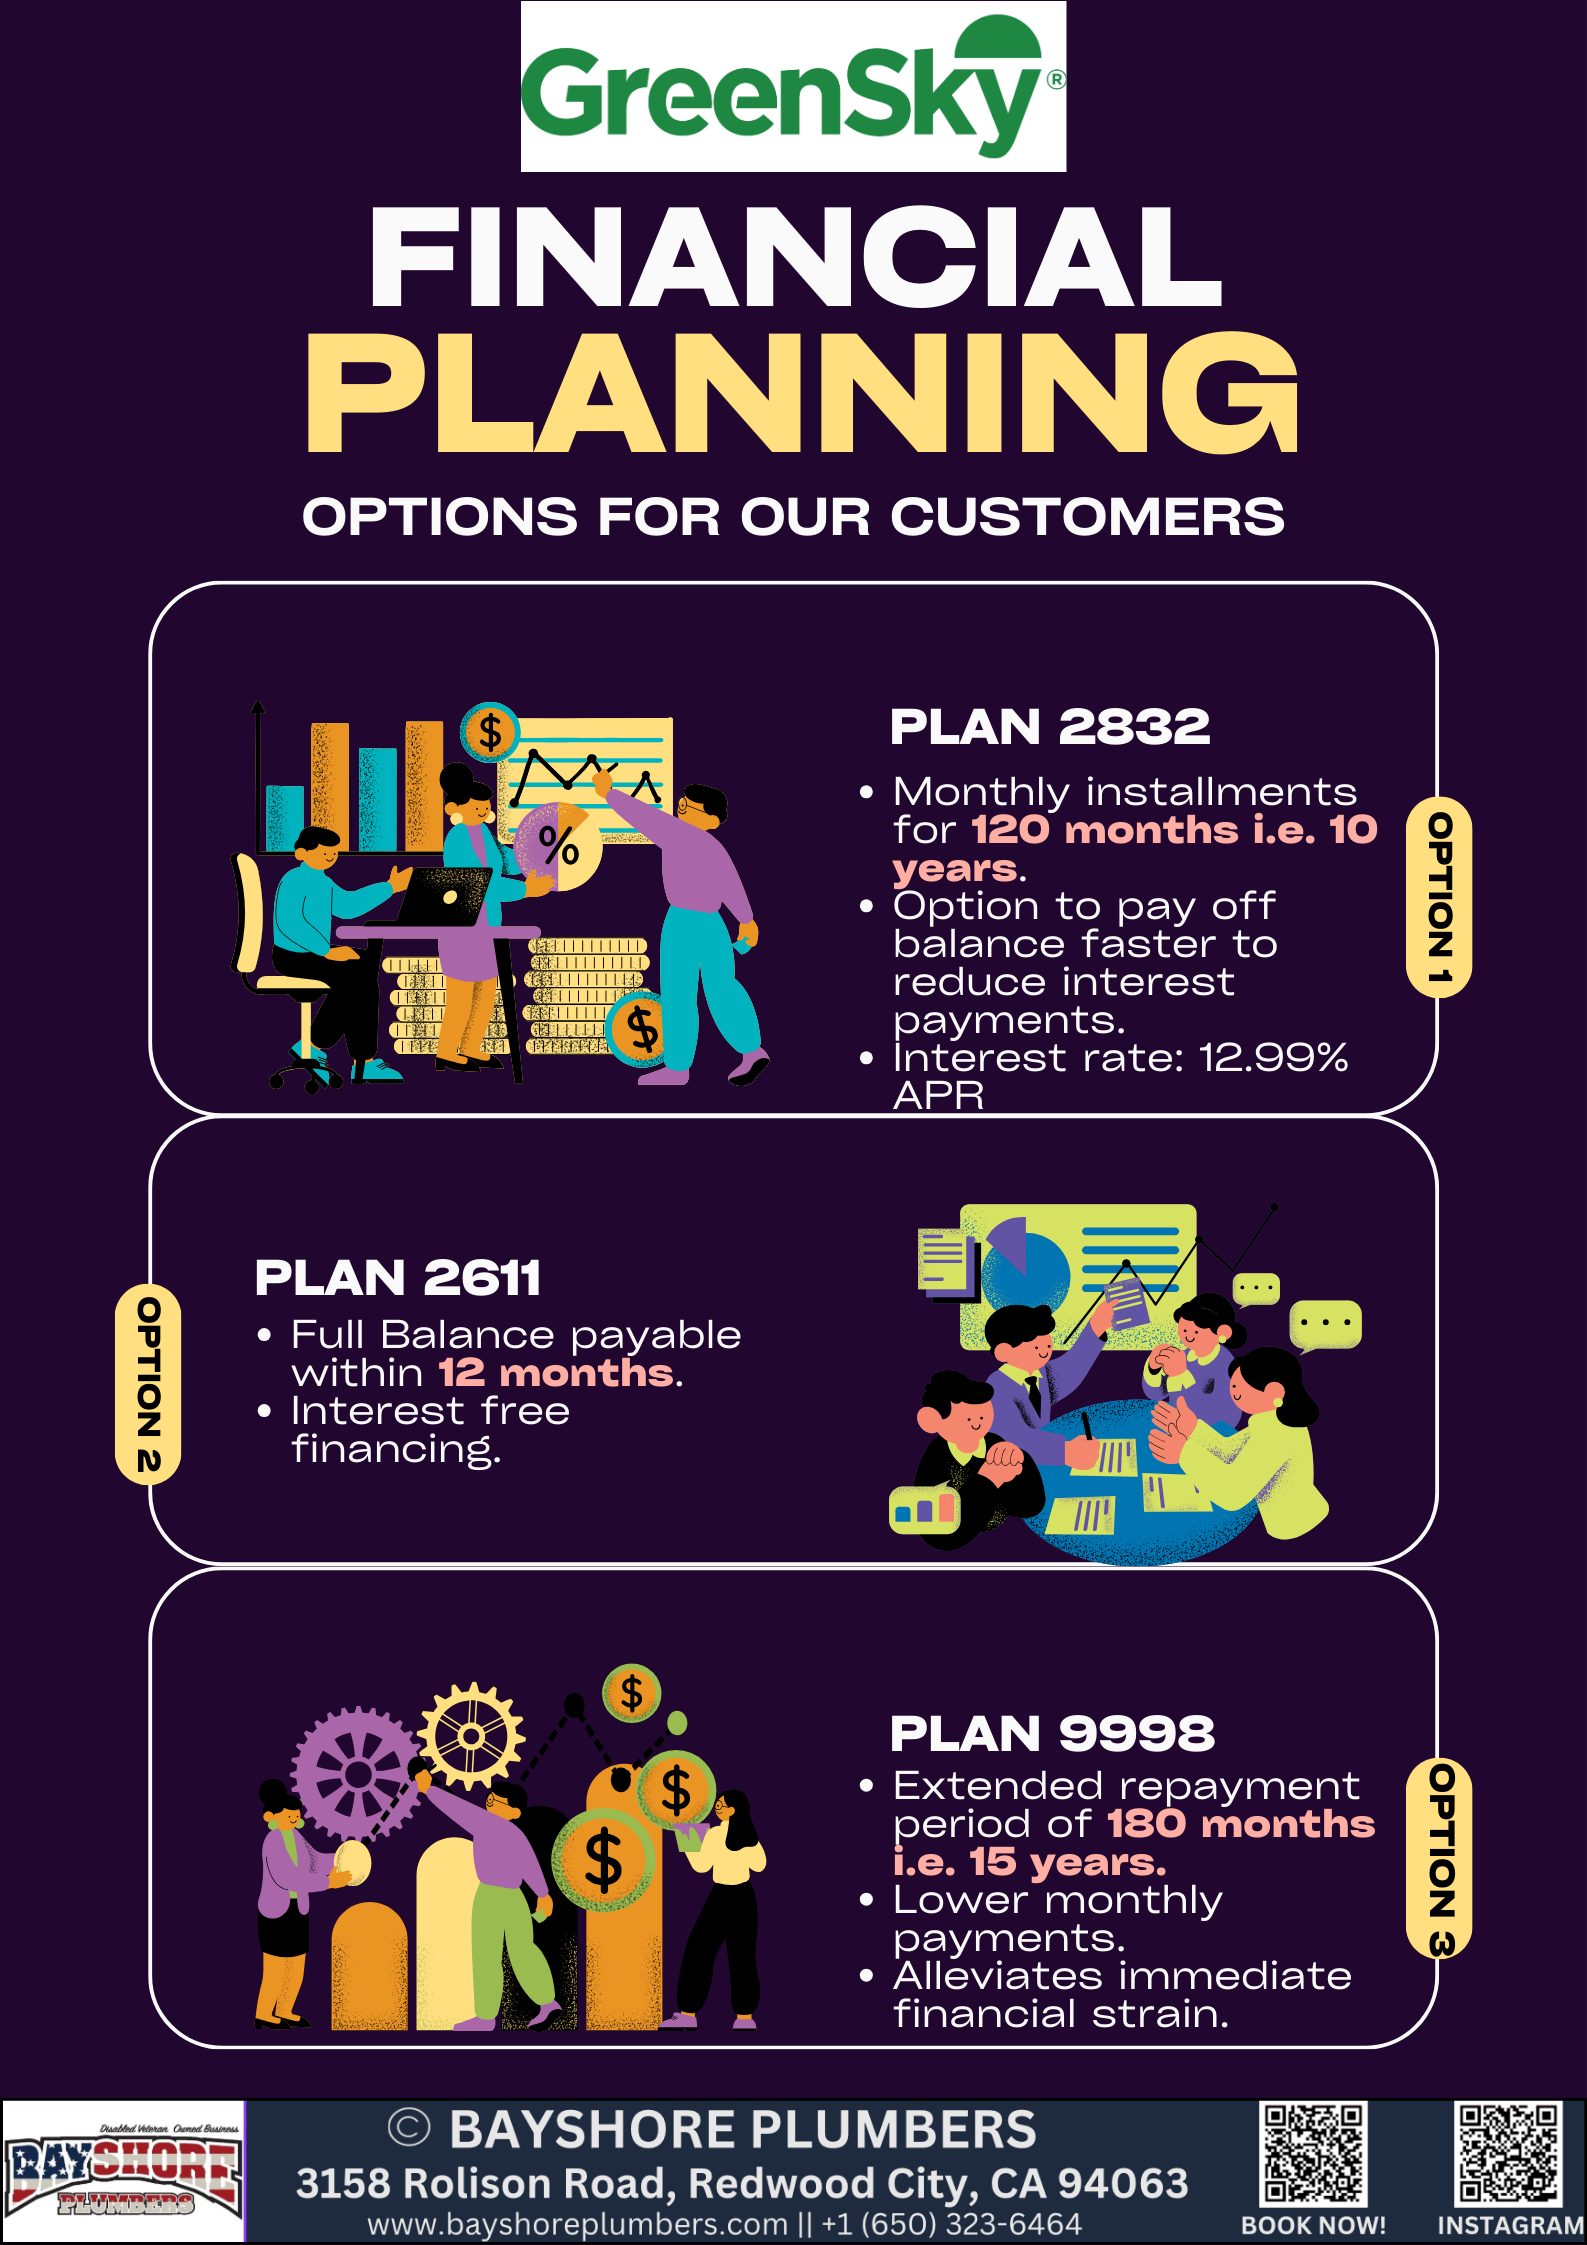 GreenSky®
FINANCIAL
PLANNING
OPTIONS FOR OUR CUSTOMERS
$
%
$
PLAN 2832
• Monthly installments
for 120 months i.e. 10
years.
• Option to pay off
balance faster to
reduce interest
payments.
• Interest rate: 12.99%
APR
OPTION 1
OPTION 2
PLAN 2611
• Full Balance payable
within 12 months.
• Interest free
financing.
$
$
$
PLAN 9998
• Extended repayment
period of 180 months
i.e. 15 years.
• Lower monthly
payments.
• Alleviates immediate
financial strain.
OPTION 3
Disabled Veteran Owned Business
BAYSHORE
PLUMBERS
© BAYSHORE PLUMBERS
3158 Rolison Road, Redwood City, CA 94063
www.bayshoreplumbers.com || +1 (650) 323-6464
BOOK NOW!
INSTAGRAM